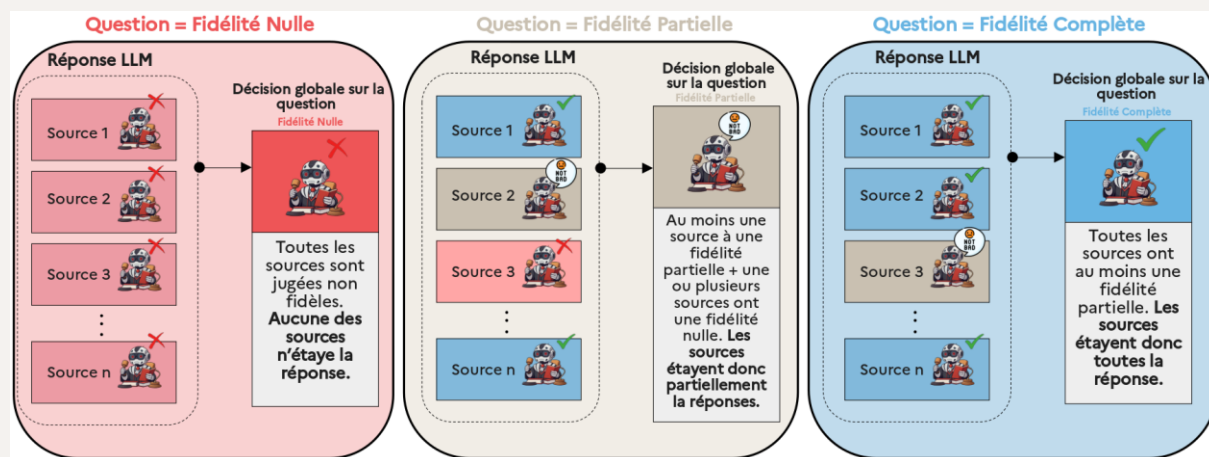 Question = Fidélité Nulle
Réponse LLM
Source 1
Source 2
Source 3
Source n
Décision globale sur la
question
Fidélité Nulle
Toutes les
sources sont
jugées non
fidèles.
Aucune des
sources
n'étaye la
réponse.
Question = Fidélité Partielle
Réponse LLM
Source 1
Source 2
NOT
BAD
Source 3
Source n
Décision globale
sur la question
Fidélité Partielle
NOT
BAD
Au moins une
source à une
fidélité
partielle + une
ou plusieurs
sources ont
une fidélité
nulle. Les
sources
étayent donc
partiellement
la réponses.
Question = Fidélité Complète
Réponse LLM
Source 1
Source 2
Source 3
NOT
BAD
Source n
Décision globale sur la
question
Fidélité Complète
Toutes les
sources ont
au moins une
fidélité
partielle. Les
sources
étayent donc
toute la
réponse.